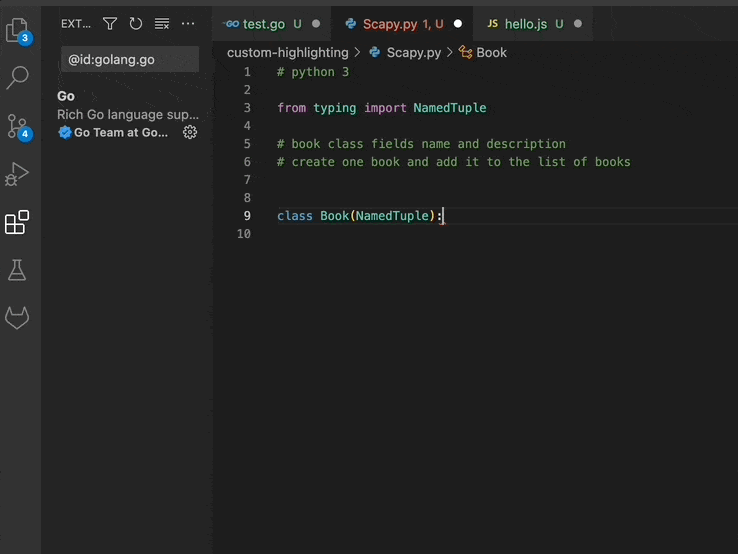 EXT...
GO test.go U
Scapy.py 1, U
JS hello.js U
3
@id:golang.go
custom-highlighting > Scapy.py > Book
Go
Rich Go language sup...
Go Team at Go...
4
1 # python 3
2
3 from typing import NamedTuple
4
5 # book class fields name and description
6 # create one book and add it to the list of books
7
8
9 class Book(NamedTuple):
10